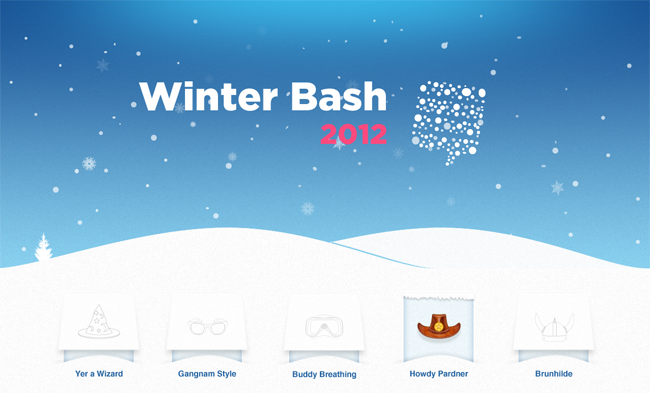 Winter Bash
2012
Yer a Wizard
Gangnam Style
Buddy Breathing
Howdy Pardner
Brunhilde